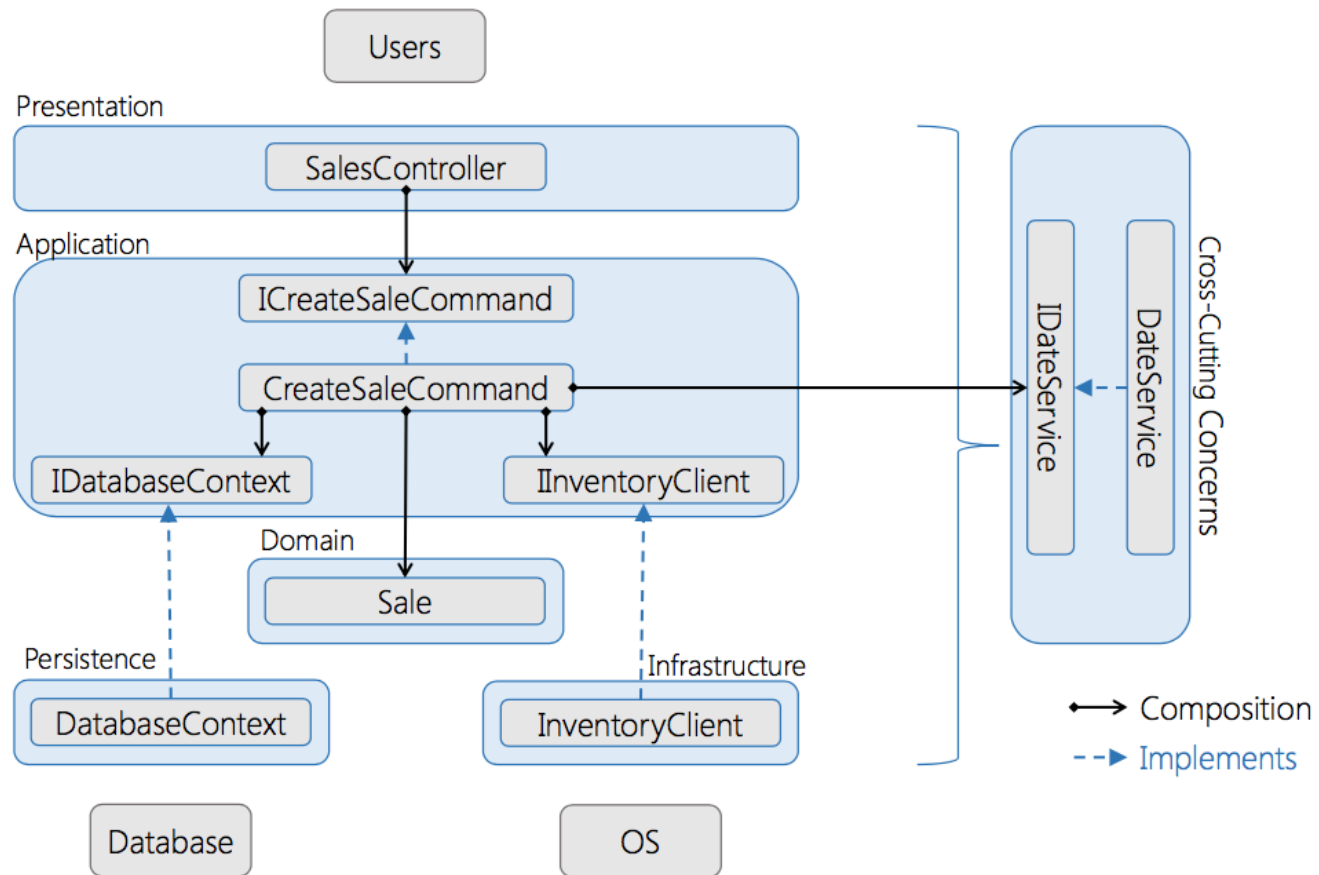 Users
Presentation
SalesController
Application
ICreateSaleCommand
CreateSaleCommand
IDatabaseContext
IInventoryClient
Domain
Sale
Persistence
DatabaseContext
Infrastructure
InventoryClient
Database
OS
IDateService
DateService
Cross-Cutting Concerns
Composition
Implements